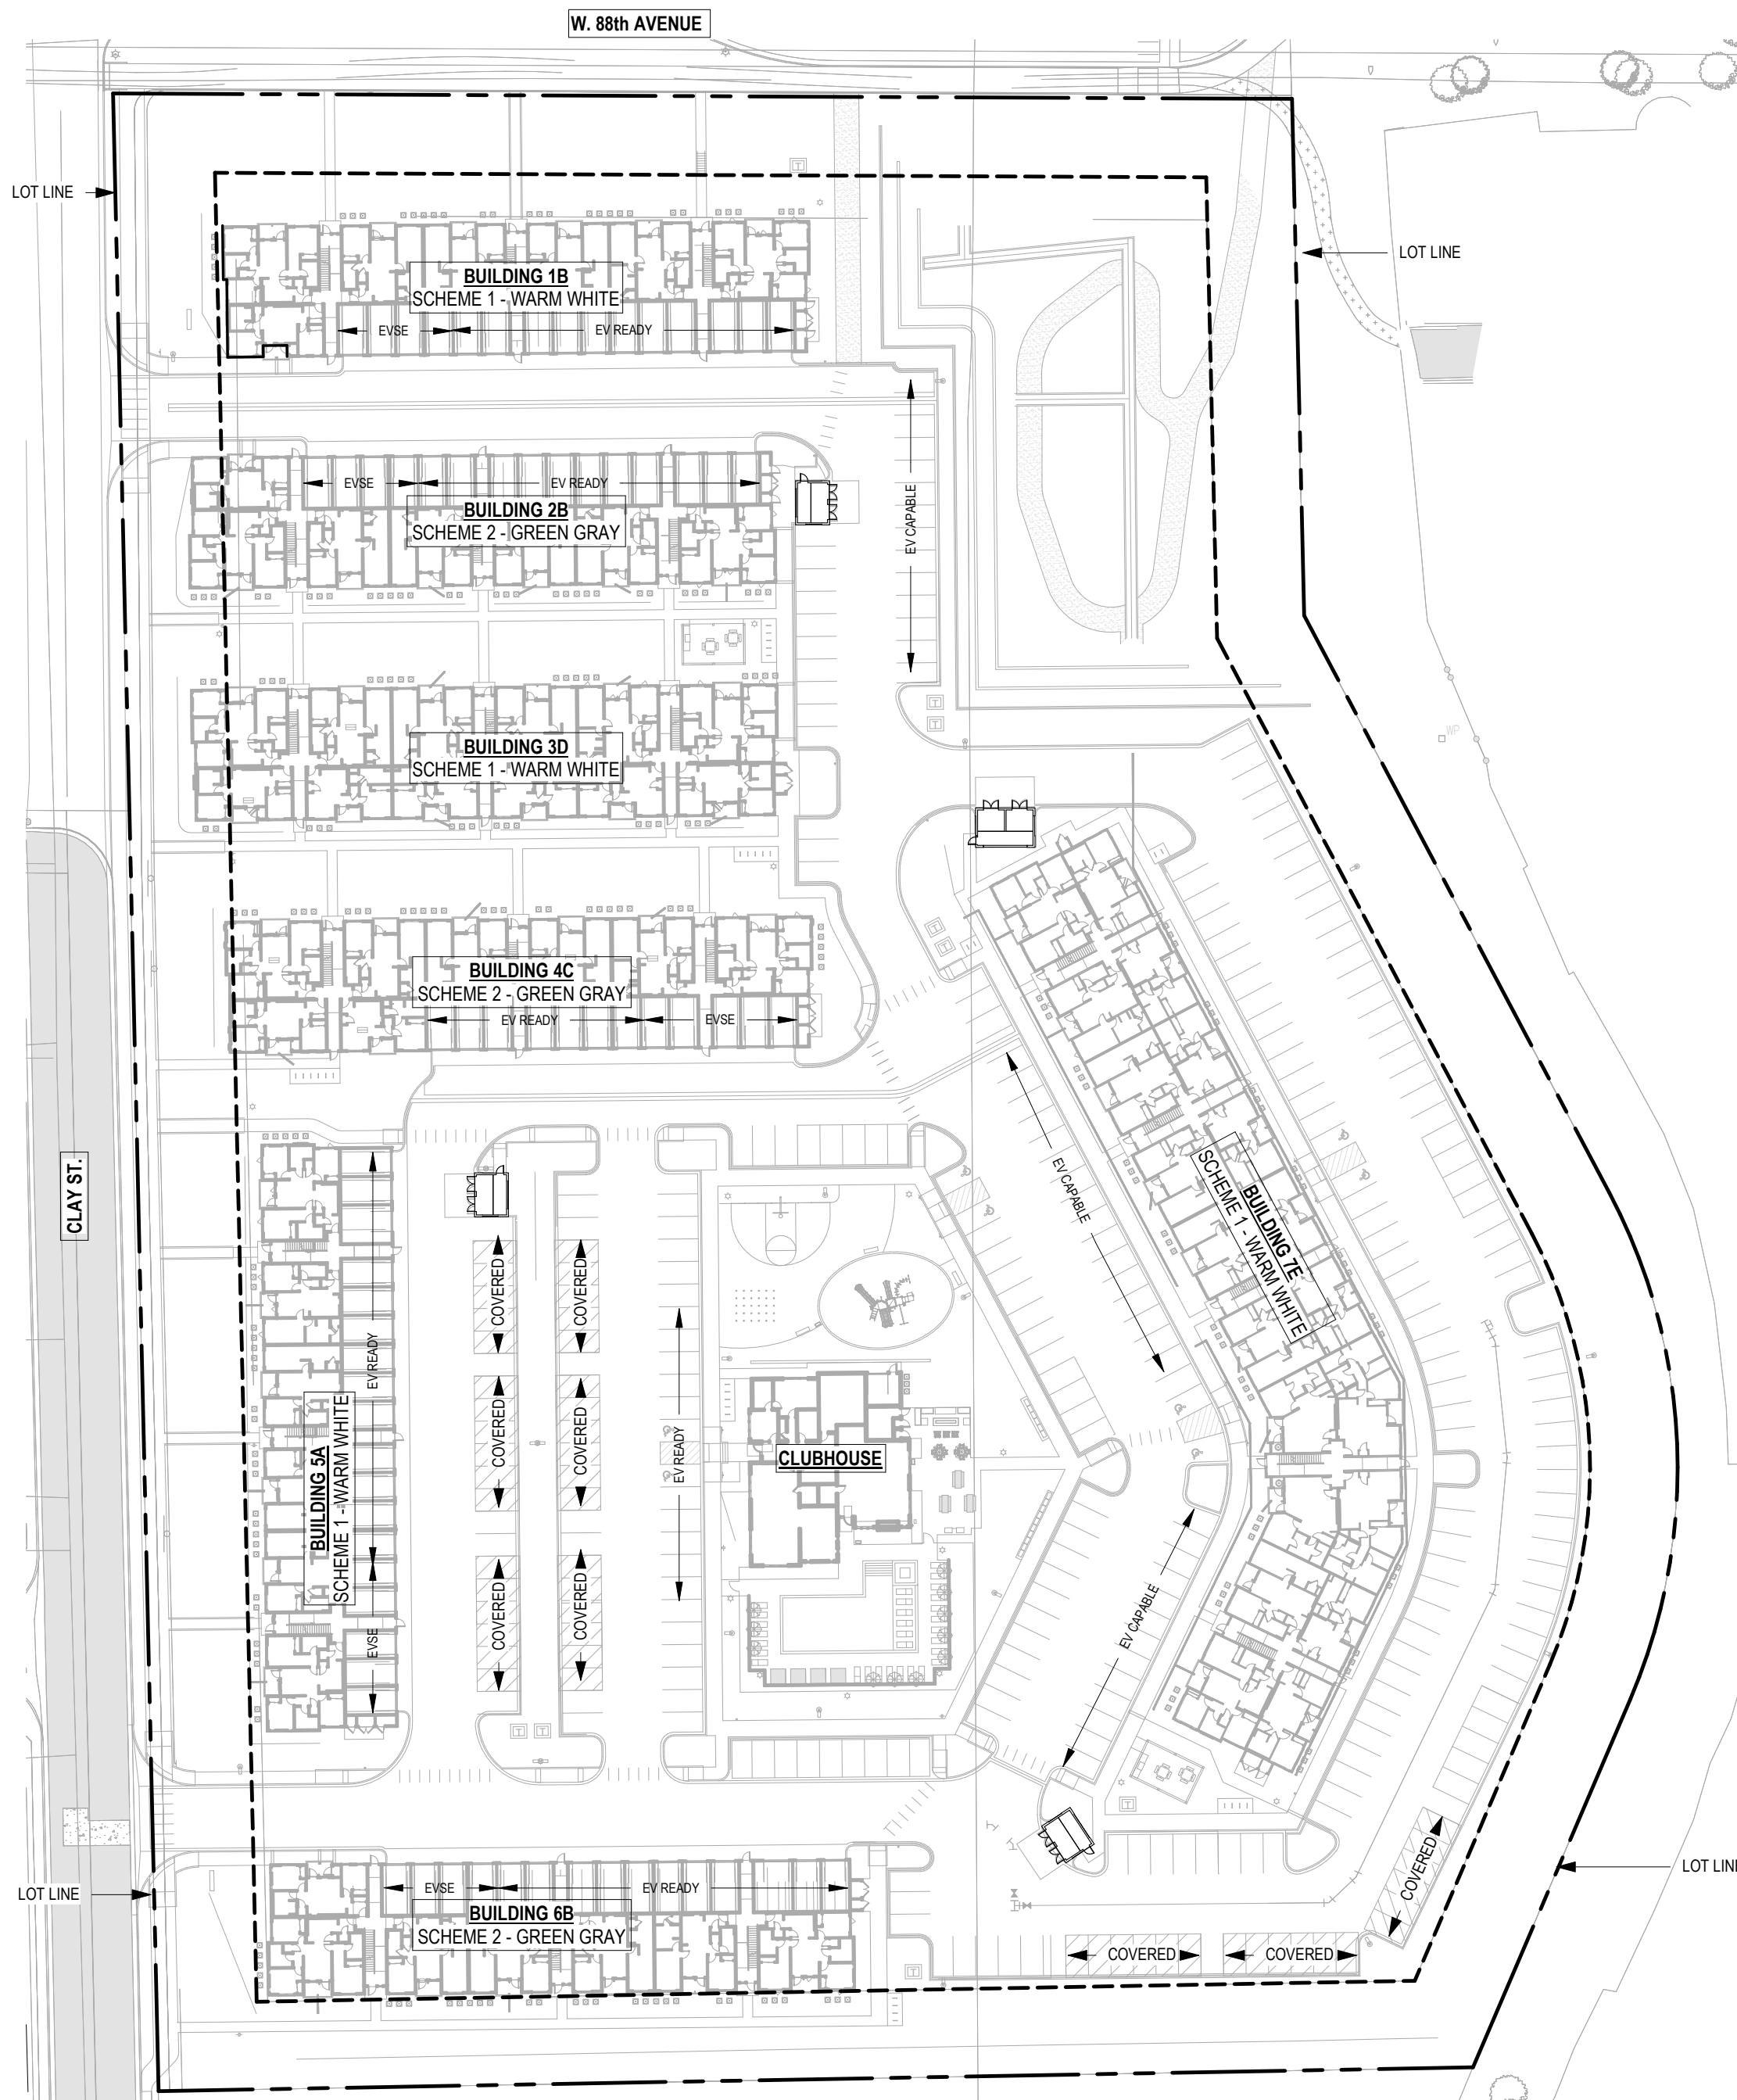 W. 88th AVENUE
LOT LINE
LOT LINE
BUILDING 1B
SCHEME 1 - WARM WHITE
EVSE
EV READY
EV CAPABLE
EVSE
EV READY
BUILDING 2B
SCHEME 2 - GREEN GRAY
T
T
T
WP
BUILDING 3D
SCHEME 1 - WARM WHITE
BUILDING 4C
SCHEME 2 - GREEN GRAY
EV READY
EVSE
T
T
CLAY ST.
EV CAPABLE
BUILDING 7E
SCHEME 1 - WARM WHITE
COVERED
COVERED
EV READY
BUILDING 5A
SCHEME 1 - WARM WHITE
COVERED
COVERED
EV READY
CLUBHOUSE
EVSE
COVERED
COVERED
EV CAPABLE
T
T
T
COVERED
LOT LINE
LOT LIN
EVSE
EV READY
BUILDING 6B
SCHEME 2 - GREEN GRAY
COVERED
COVERED
T